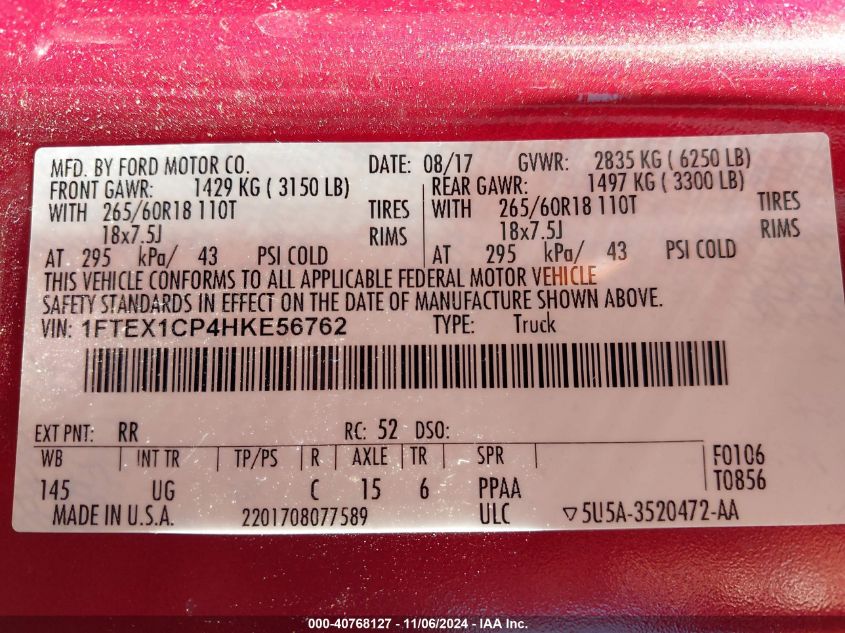 MFD. BY FORD MOTOR CO. DATE: 08/17 GVWR: 2835 KG ( 6250 LB)
FRONT GAWR: 1429 KG ( 3150 LB) REAR GAWR: 1497 KG ( 3300 LB)
WITH 265/60R18 110T TIRES WITH 265/60R18 110T TIRES
18x7.5J RIMS 18x7.5J RIMS
AT 295 kPa/ 43 PSI COLD AT 295 kPa/ 43 PSI COLD
THIS VEHICLE CONFORMS TO ALL APPLICABLE FEDERAL MOTOR VEHICLE
SAFETY STANDARDS IN EFFECT ON THE DATE OF MANUFACTURE SHOWN ABOVE.
VIN: 1FTEX1CP4HKE56762 TYPE: Truck
EXT PNT: RR RC: 52 DSO:
WB INT TR TP/PS R AXLE TR SPR F0106
145 UG C 15 6 PPAA T0856
MADE IN U.S.A. 2201708077589 ULC ▽5U5A-3520472-AA
000-40768127 - 11/06/2024 - IAA Inc.